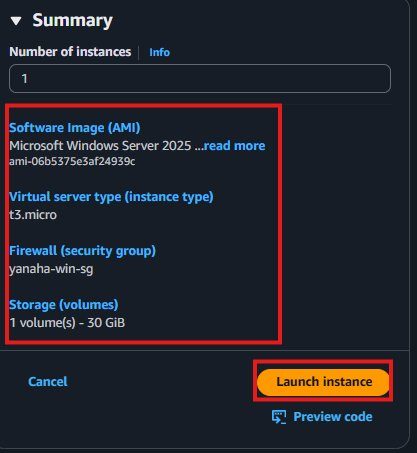 Summary
Number of instances Info
1
Software Image (AMI)
Microsoft Windows Server 2025 ...read more
ami-06b5375e3af24939c
Virtual server type (instance type)
t3.micro
Firewall (security group)
yanaha-win-sg
Storage (volumes)
1 volume(s) - 30 GiB
Cancel
Launch instance
Preview code